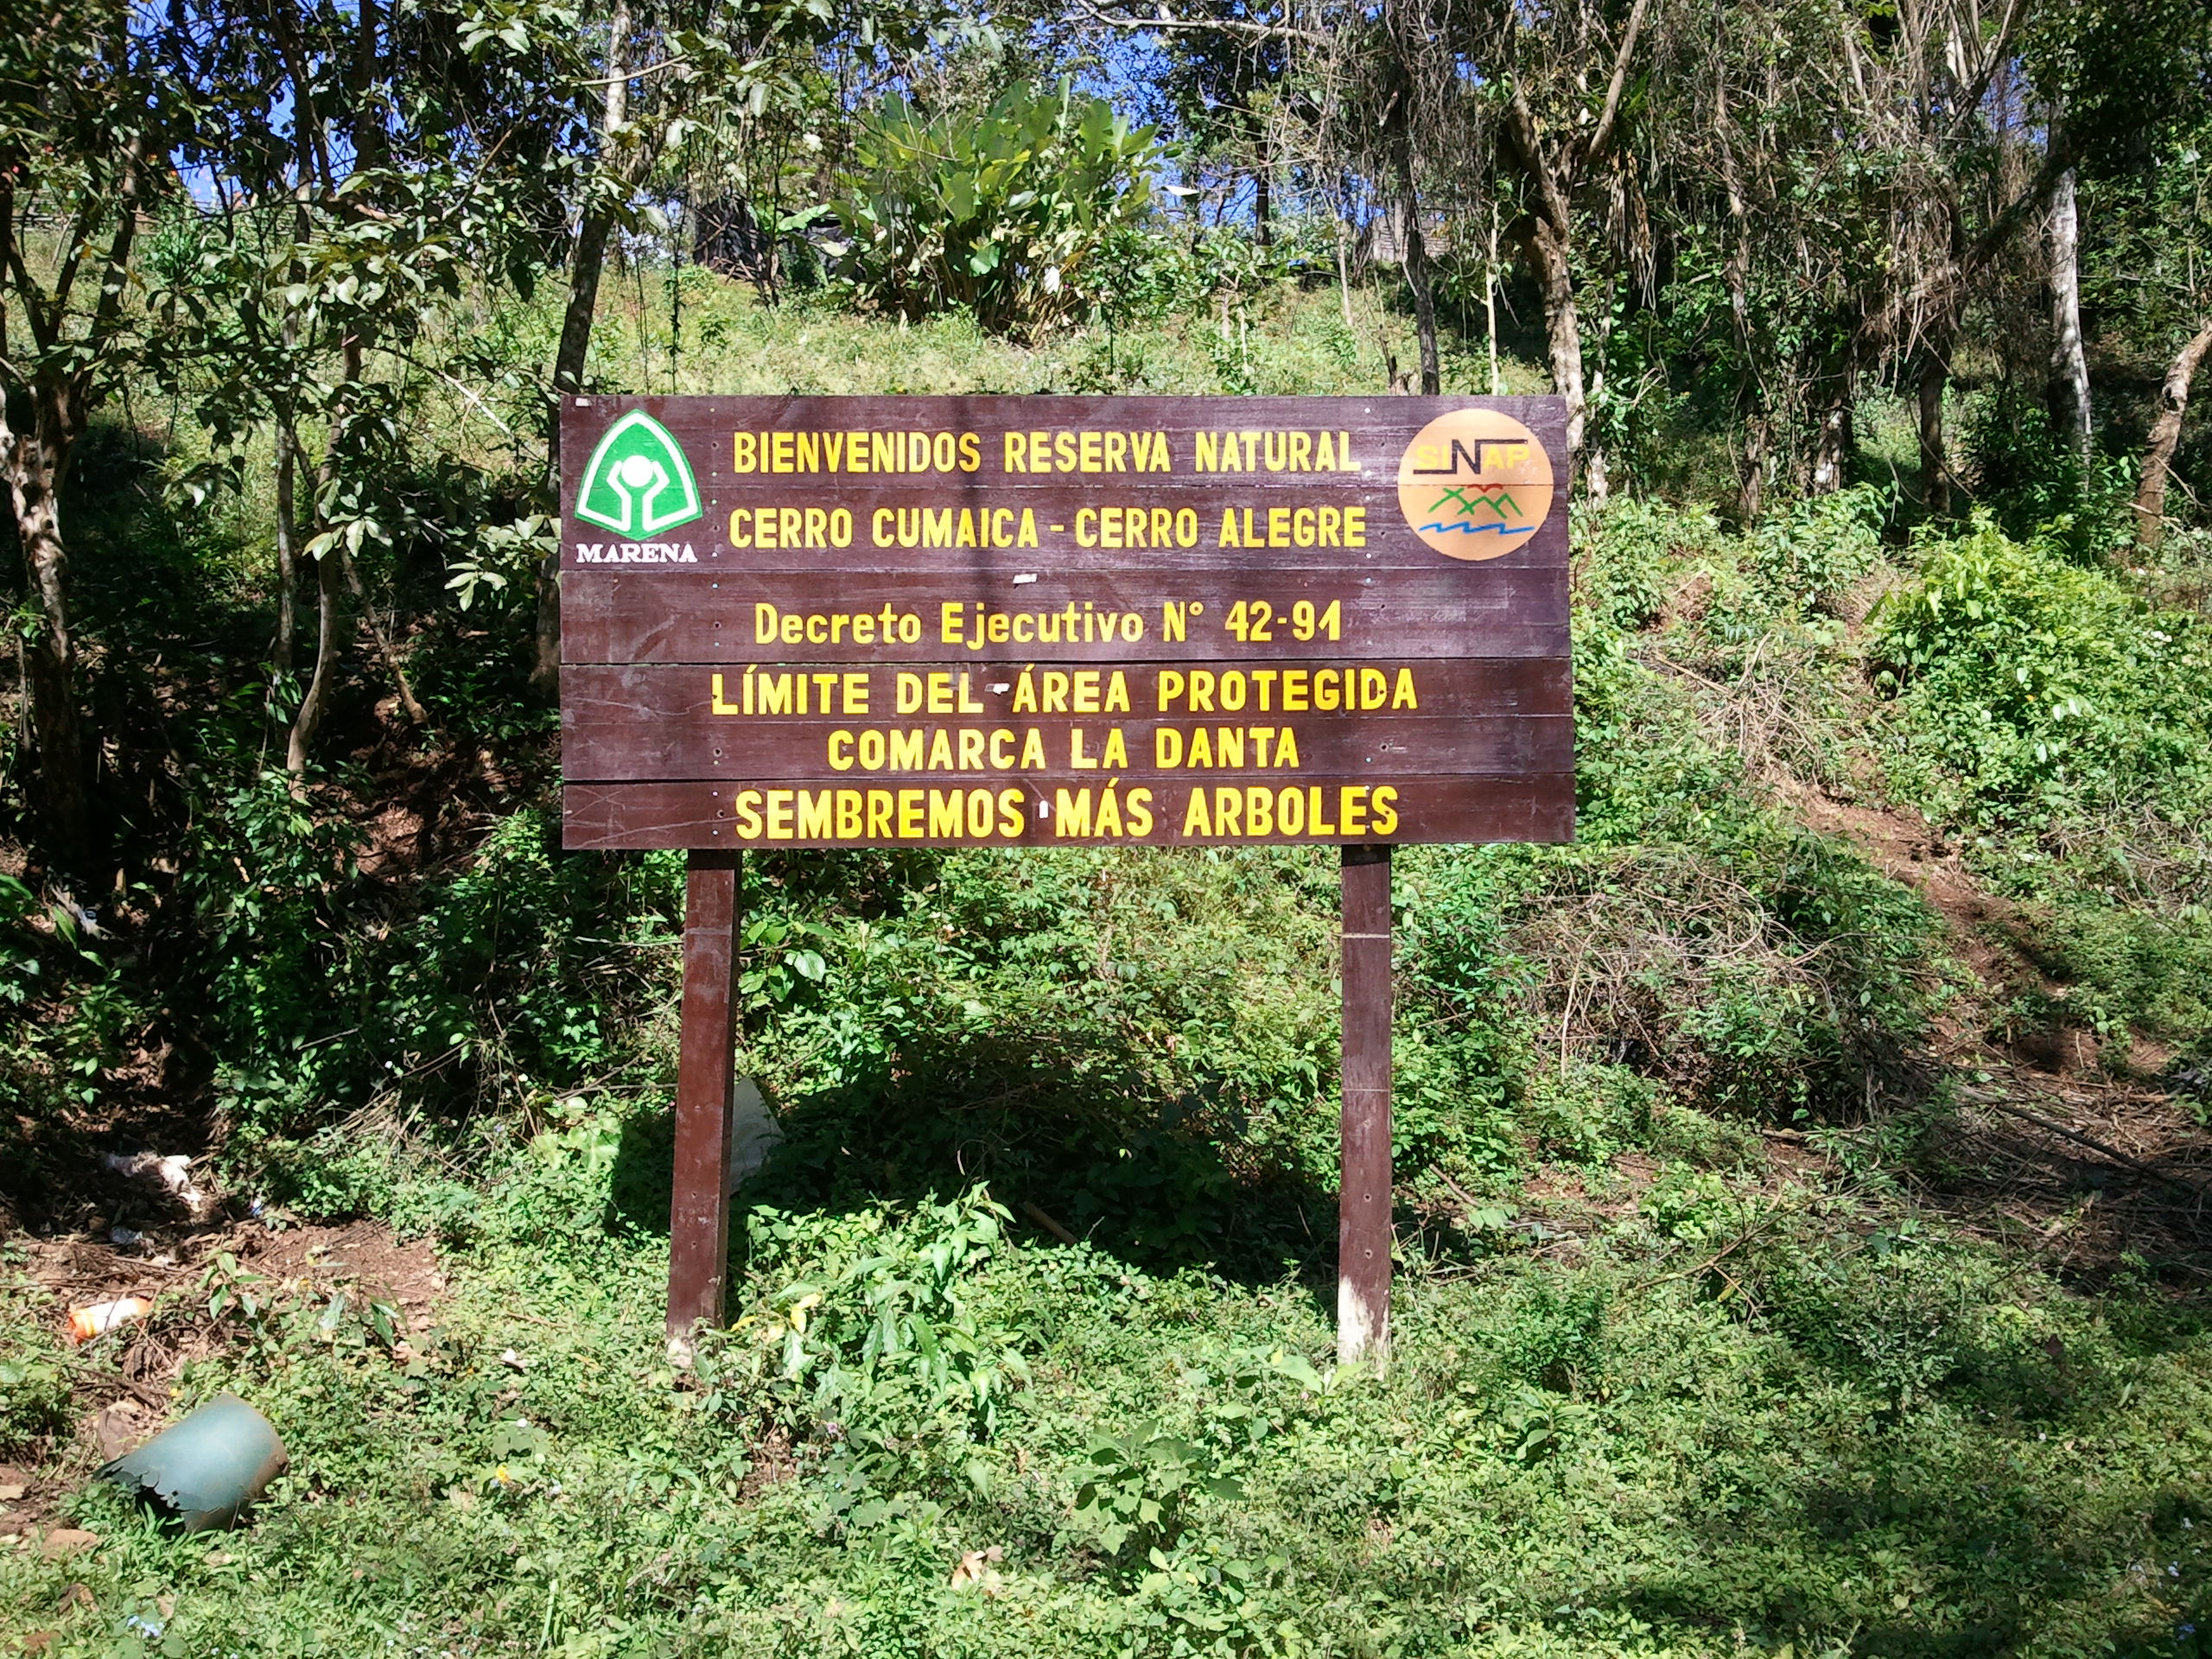 BIENVENIDOS RESERVA NATURAL
CERRO CUMAICA - CERRO ALEGRE
MARENA
SINAP
Decreto Ejecutivo N° 42-91
LÍMITE DEL ÁREA PROTEGIDA
COMARCA LA DANTA
SEMBREMOS MÁS ARBOLES